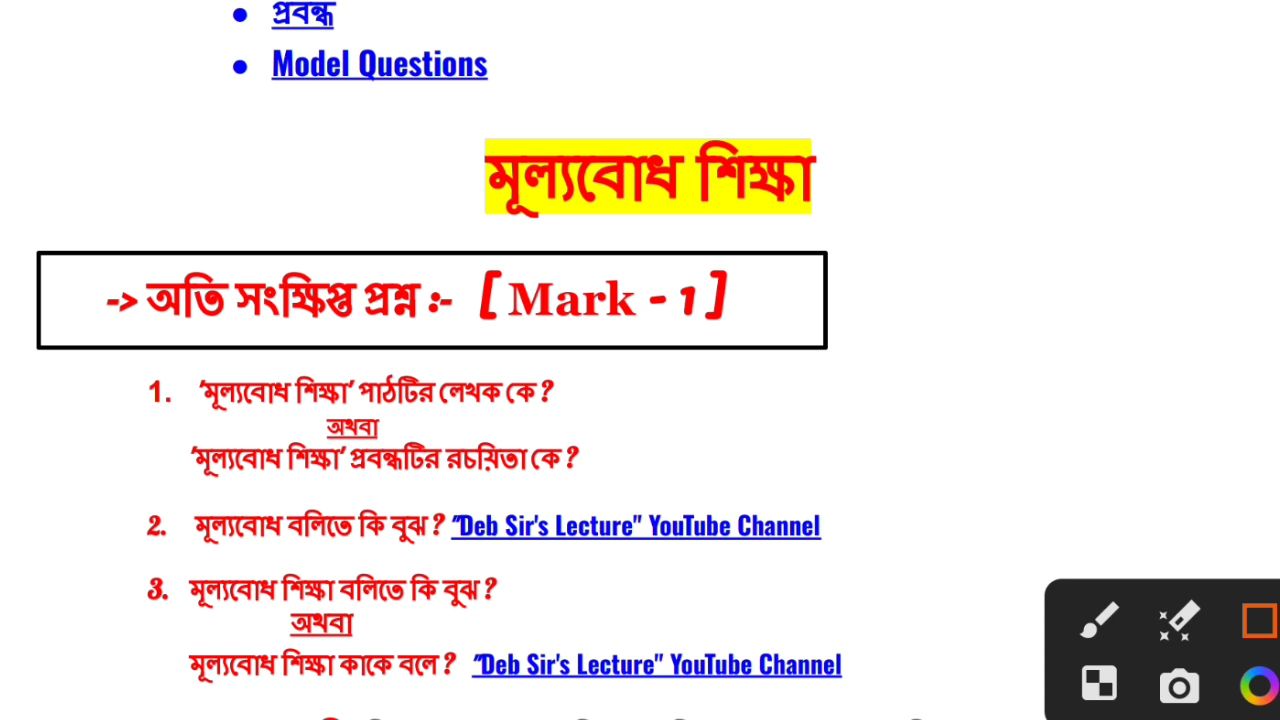 ● প্রবন্ধ
● Model Questions
মূল্যবোধ শিক্ষা
-> অতি সংক্ষিপ্ত প্রশ্ন :- [ Mark - 1 ]
1. 'মূল্যবোধ শিক্ষা' পাঠটির লেখক কে ?
অথবা
'মূল্যবোধ শিক্ষা' প্রবন্ধটির রচয়িতা কে ?
2. মূল্যবোধ বলিতে কি বুঝ ? "Deb Sir's Lecture" YouTube Channel
3. মূল্যবোধ শিক্ষা বলিতে কি বুঝ ?
অথবা
মূল্যবোধ শিক্ষা কাকে বলে ? "Deb Sir's Lecture" YouTube Channel